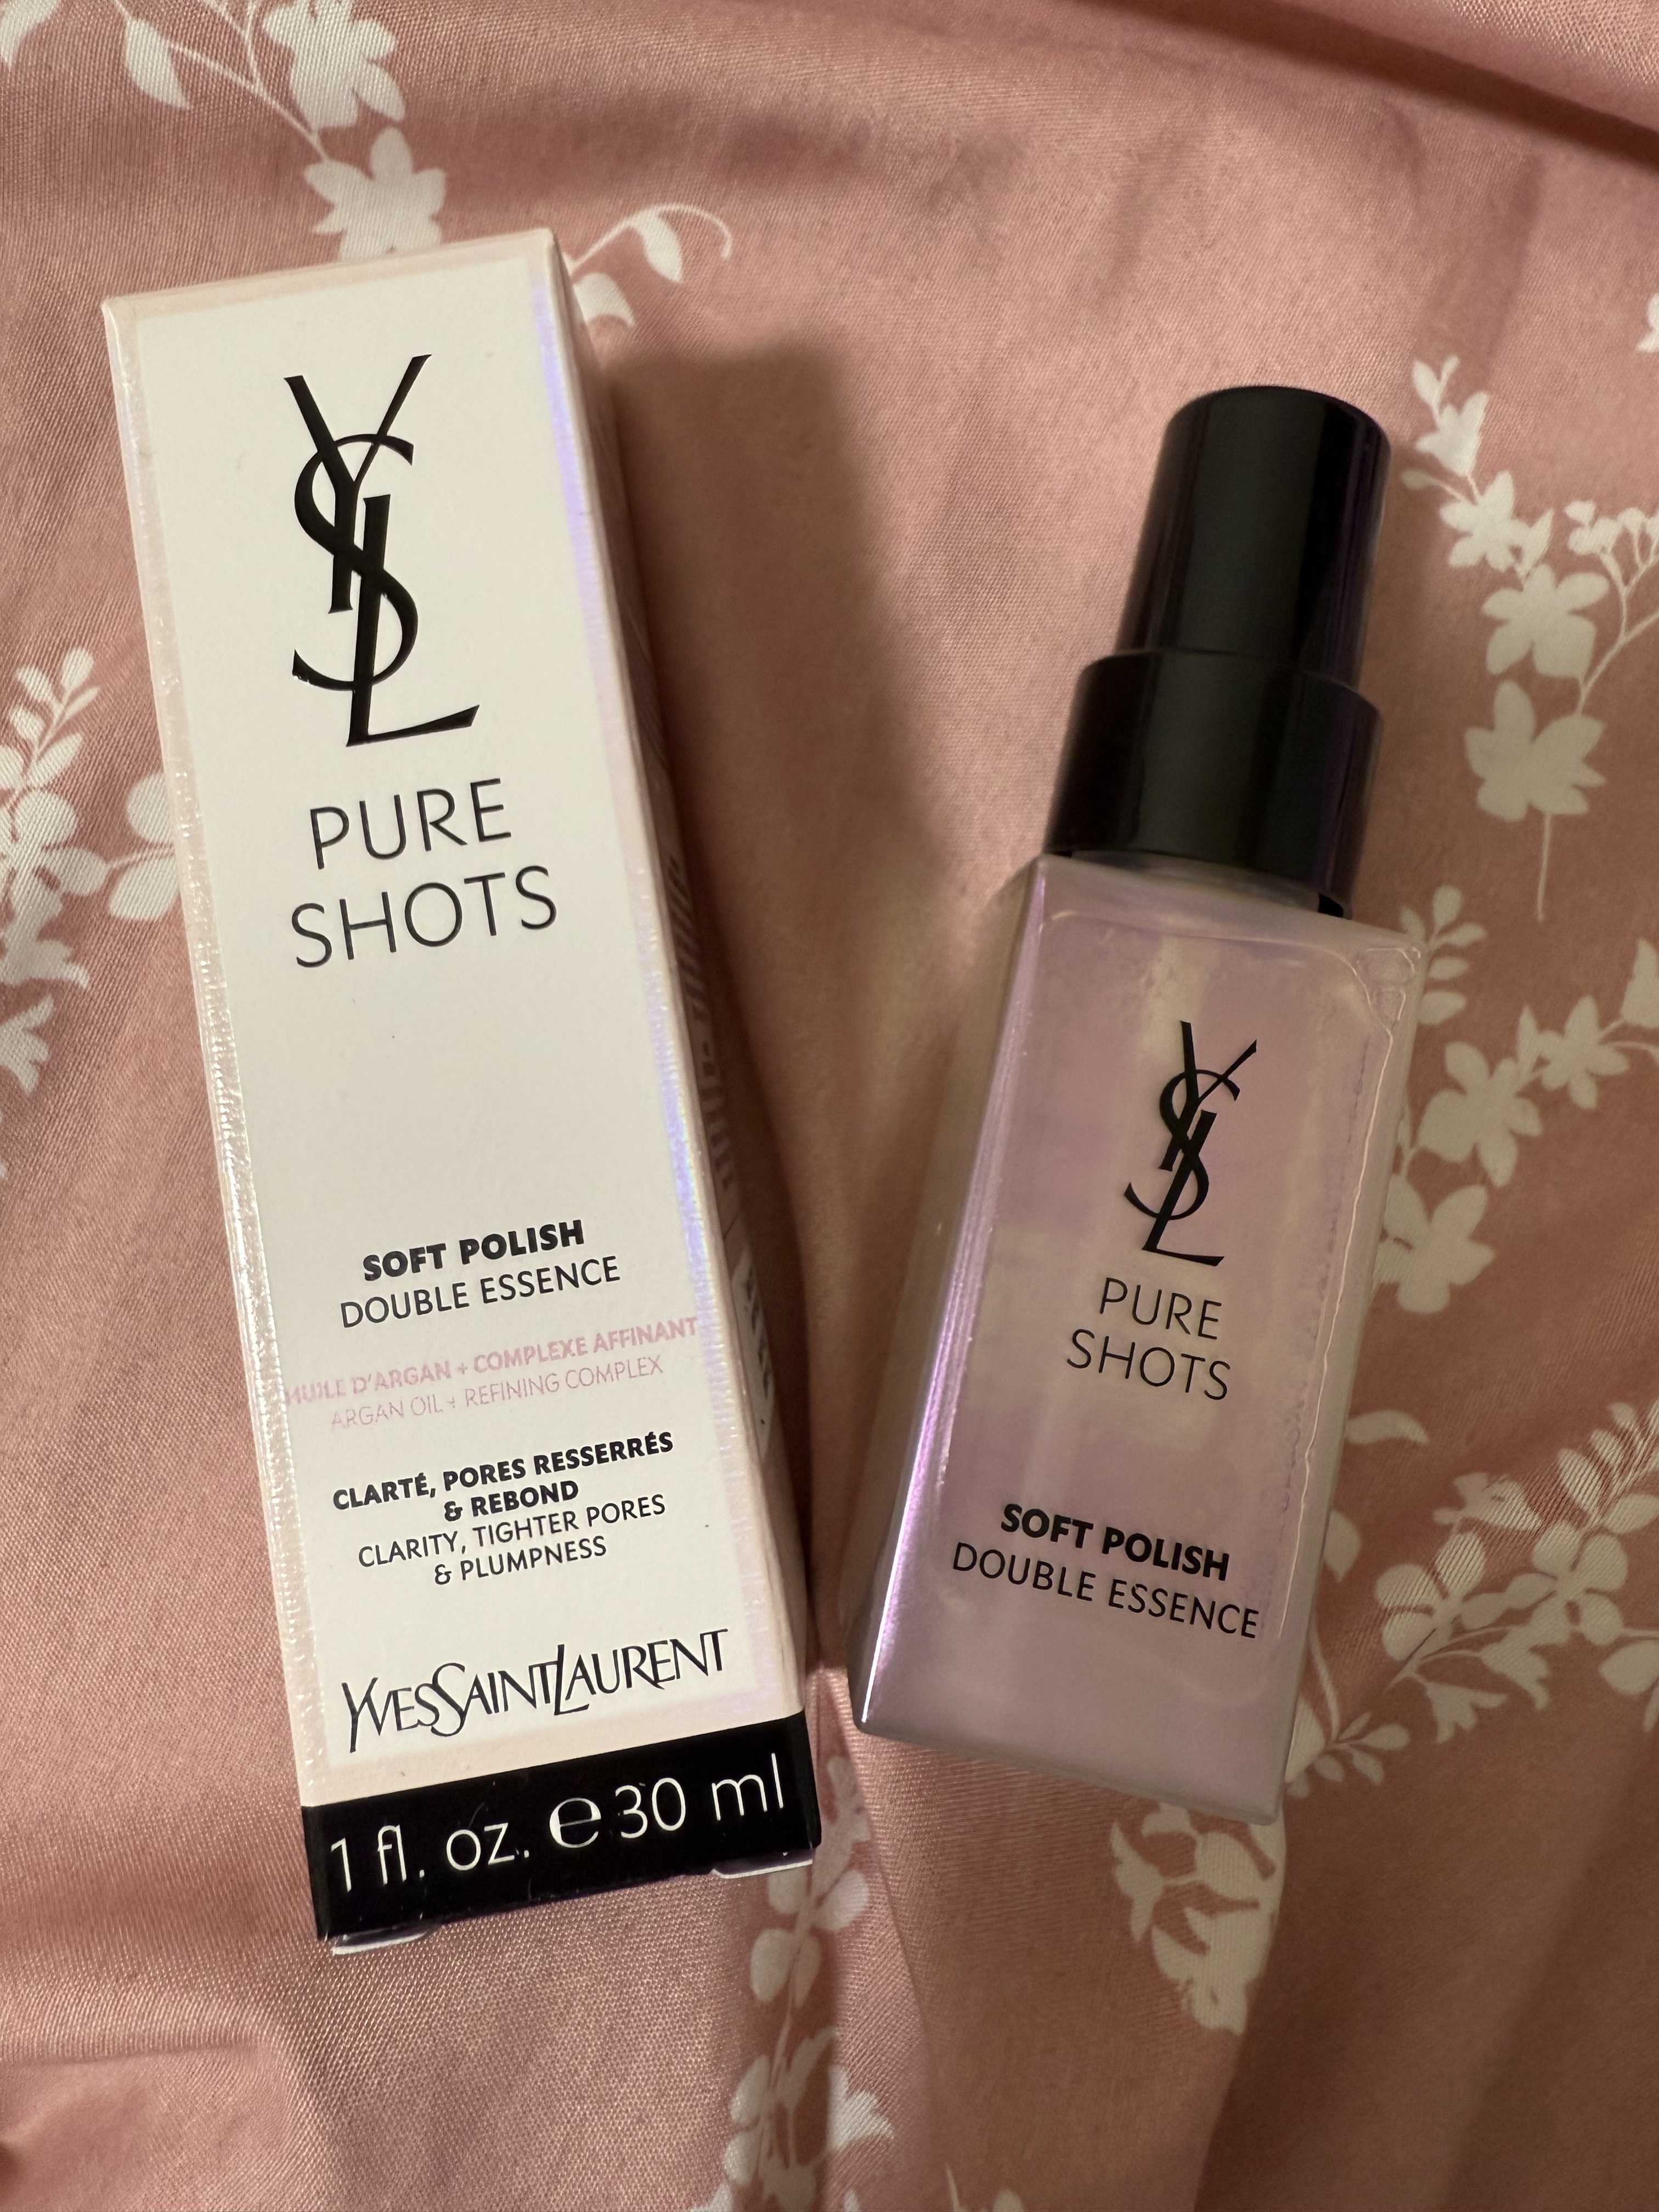 YSL
PURE
SHOTS
SOFT POLISH
DOUBLE ESSENCE
HUILE D'ARGAN + COMPLEXE AFFINANT
ARGAN OIL + REFINING COMPLEX
CLARTÉ, PORES RESSERRÉS
& REBOND
CLARITY, TIGHTER PORES
& PLUMPNESS
YVESSAINTLAURENT
1 fl. oz. ℮ 30 ml
YSL
PURE
SHOTS
SOFT POLISH
DOUBLE ESSENCE